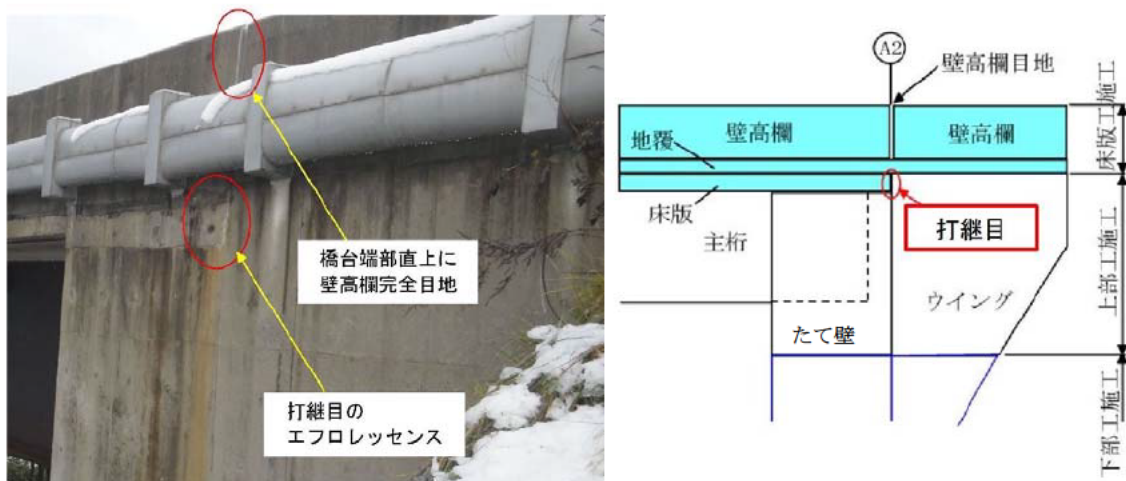 橋台端部直上に
壁高欄完全目地
打継目の
エフロレッセンス
A2
壁高欄目地
壁高欄
壁高欄
地覆
床版
打継目
主桁
ウイング
たて壁
床版工施工
上部工施工
下部工施工